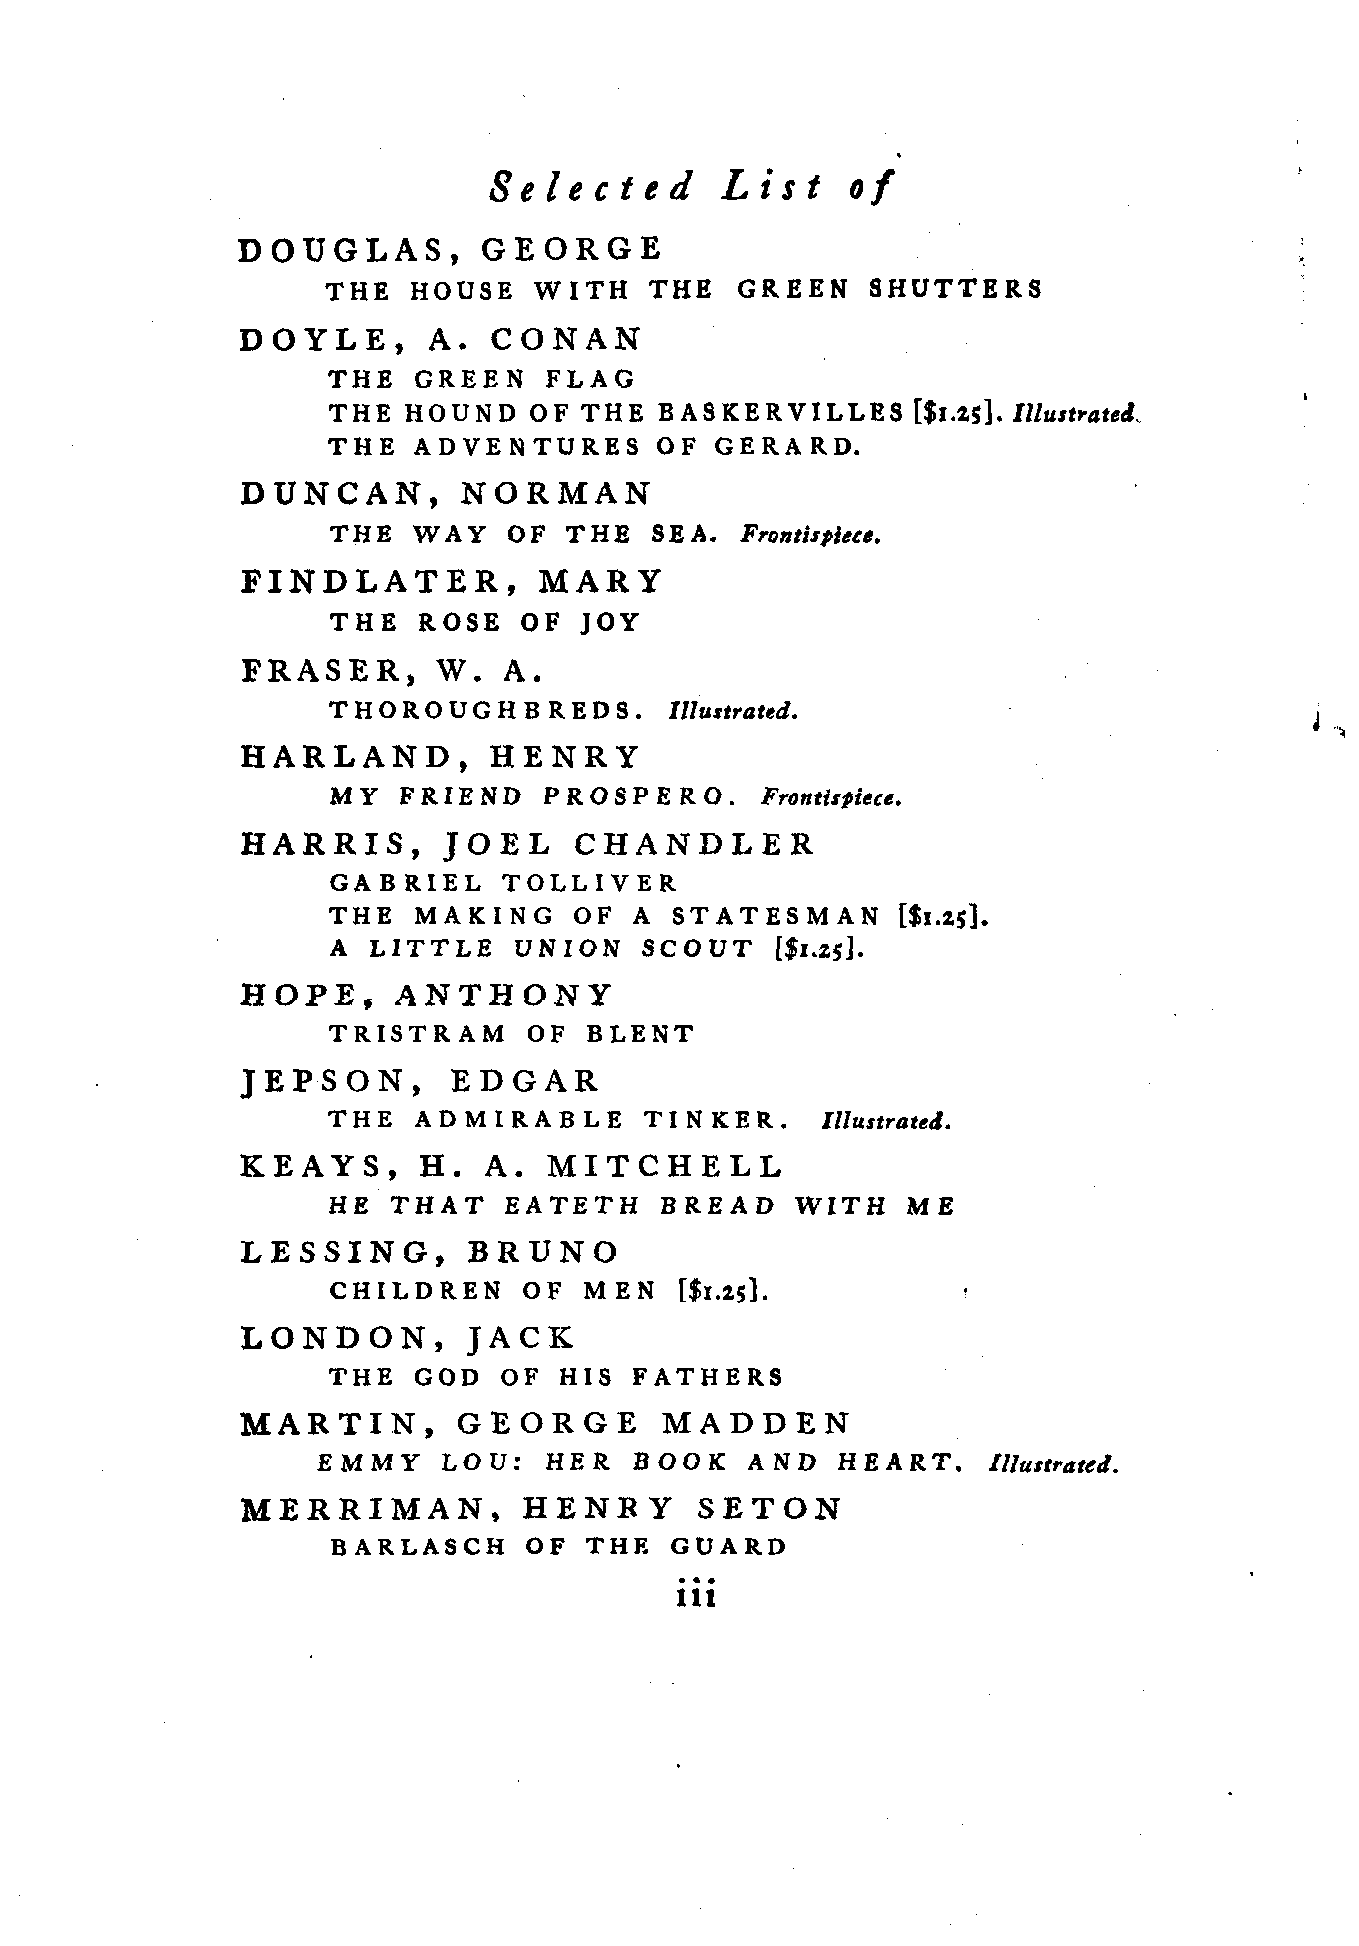 Selected List of
DOUGLAS, GEORGE
THE HOUSE WITH THE GREEN SHUTTERS
DOYLE, A. CONAN
THE GREEN FLAG
THE HOUND OF THE BASKERVILLES [$1.25]. Illustrated.
THE ADVENTURES OF GERARD.
DUNCAN, NORMAN
THE WAY OF THE SEA. Frontispiece.
FINDLATER, MARY
THE ROSE OF JOY
FRASER, W. A.
THOROUGHBREDS. Illustrated.
HARLAND, HENRY
MY FRIEND PROSPERO. Frontispiece.
HARRIS, JOEL CHANDLER
GABRIEL TOLLIVER
THE MAKING OF A STATESMAN [$1.25].
A LITTLE UNION SCOUT [$1.25].
HOPE, ANTHONY
TRISTRAM OF BLENT
JEPSON, EDGAR
THE ADMIRABLE TINKER. Illustrated.
KEAYS, H. A. MITCHELL
HE THAT EATETH BREAD WITH ME
LESSING, BRUNO
CHILDREN OF MEN [$1.25].
LONDON, JACK
THE GOD OF HIS FATHERS
MARTIN, GEORGE MADDEN
EMMY LOU: HER BOOK AND HEART. Illustrated.
MERRIMAN, HENRY SETON
BARLASCH OF THE GUARD
iii